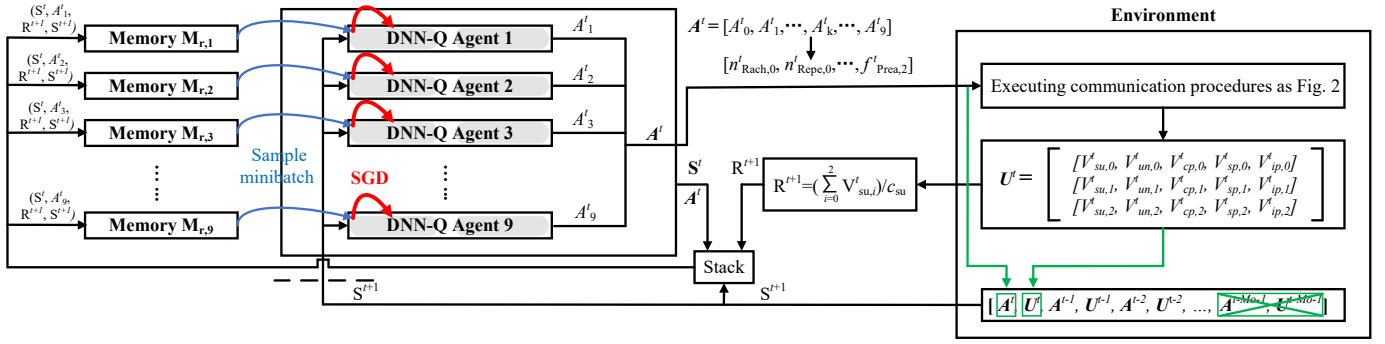 (S^t, A^t_1,
R^{t+1}, S^{t+1})
Memory M_{r,1}
(S^t, A^t_2,
R^{t+1}, S^{t+1})
Memory M_{r,2}
(S^t, A^t_3,
R^{t+1}, S^{t+1})
Memory M_{r,3}
......
......
(S^t, A^t_9,
R^{t+1}, S^{t+1})
Memory M_{r,9}
Sample
minibatch
SGD
DNN-Q Agent 1
DNN-Q Agent 2
DNN-Q Agent 3
DNN-Q Agent 9
A^t_1
A^t_2
A^t_3
......
A^t_9
A^t
A^t = [A^t_0, A^t_1, ⋯, A^t_k, ⋯, A^t_9]
[n^t_{Rach,0}, n^t_{Repe,0}, ⋯, f^t_{Prea,2}]
S^t
A^t
R^{t+1}
R^{t+1}=(∑_{i=0}^{2} V^t_{su,i})/c_{su}
Stack
S^{t+1}
S^{t+1}
Environment
Executing communication procedures as Fig. 2
U^t =
[V^t_{su,0}, V^t_{un,0}, V^t_{cp,0}, V^t_{sp,0}, V^t_{ip,0}]
[V^t_{su,1}, V^t_{un,1}, V^t_{cp,1}, V^t_{sp,1}, V^t_{ip,1}]
[V^t_{su,2}, V^t_{un,2}, V^t_{cp,2}, V^t_{sp,2}, V^t_{ip,2}]
[ A^t, U^t, A^{t-1}, U^{t-1}, A^{t-2}, U^{t-2}, ..., A^{t-Mo-1}, U^{t-Mo-1}]